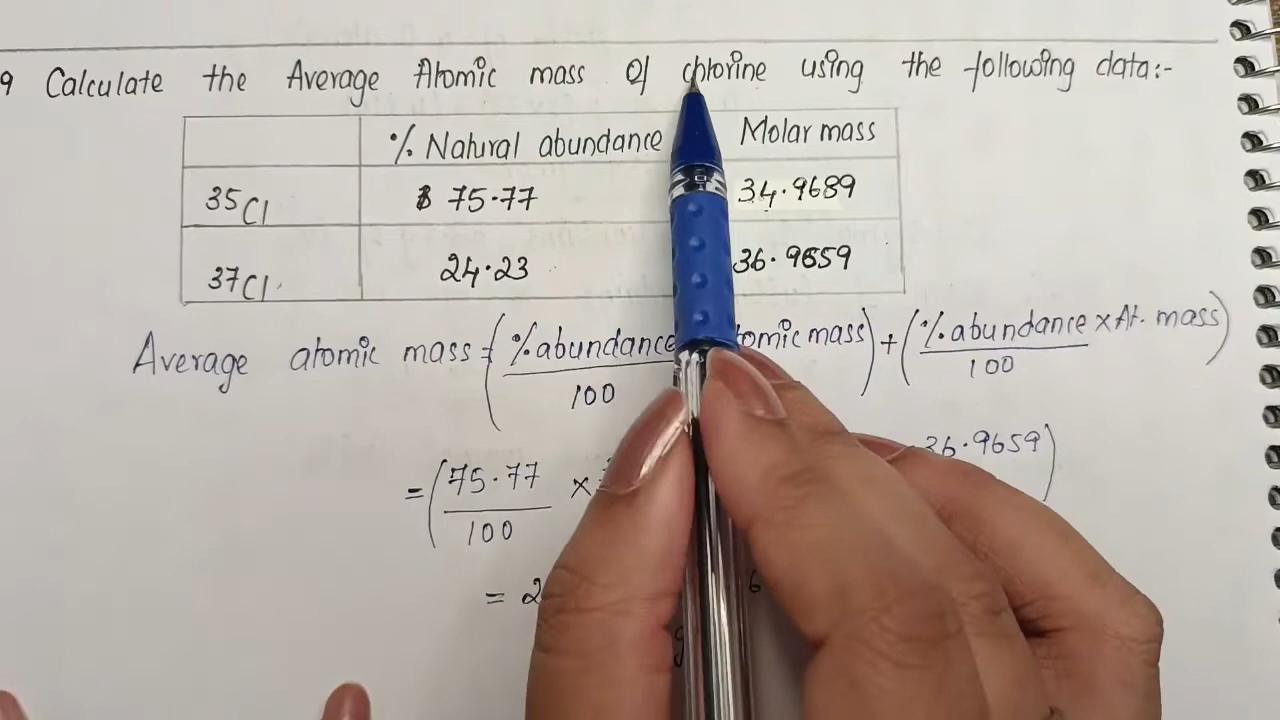 9 Calculate the Average Atomic mass of chlorine using the following data:-
% Natural abundance Molar mass
35Cl 75.77 34.9689
37Cl 24.23 36.9659
Average atomic mass = (% abundance/100 atomic mass) + (% abundance/100 × At. mass)
= (75.77/100 × 36.9659)
= 2 6